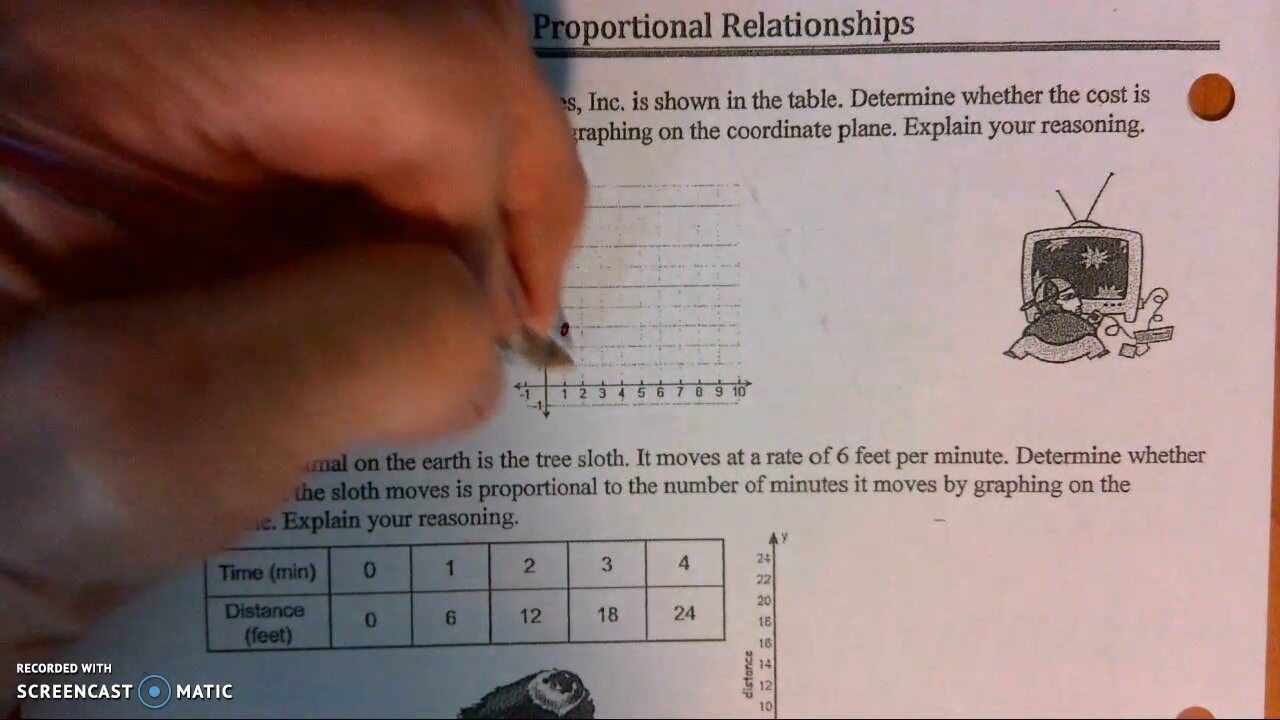 Proportional Relationships
Inc. is shown in the table. Determine whether the cost is
graphing on the coordinate plane. Explain your reasoning.
-1 1 2 3 4 5 6 7 8 9 10
-1
on the earth is the tree sloth. It moves at a rate of 6 feet per minute. Determine whether
the sloth moves is proportional to the number of minutes it moves by graphing on the
Explain your reasoning.
Time (min) 0 1 2 3 4
Distance (feet) 0 6 12 18 24
y
24
22
20
18
16
14
12
10
distance
RECORDED WITH
SCREENCAST MATIC